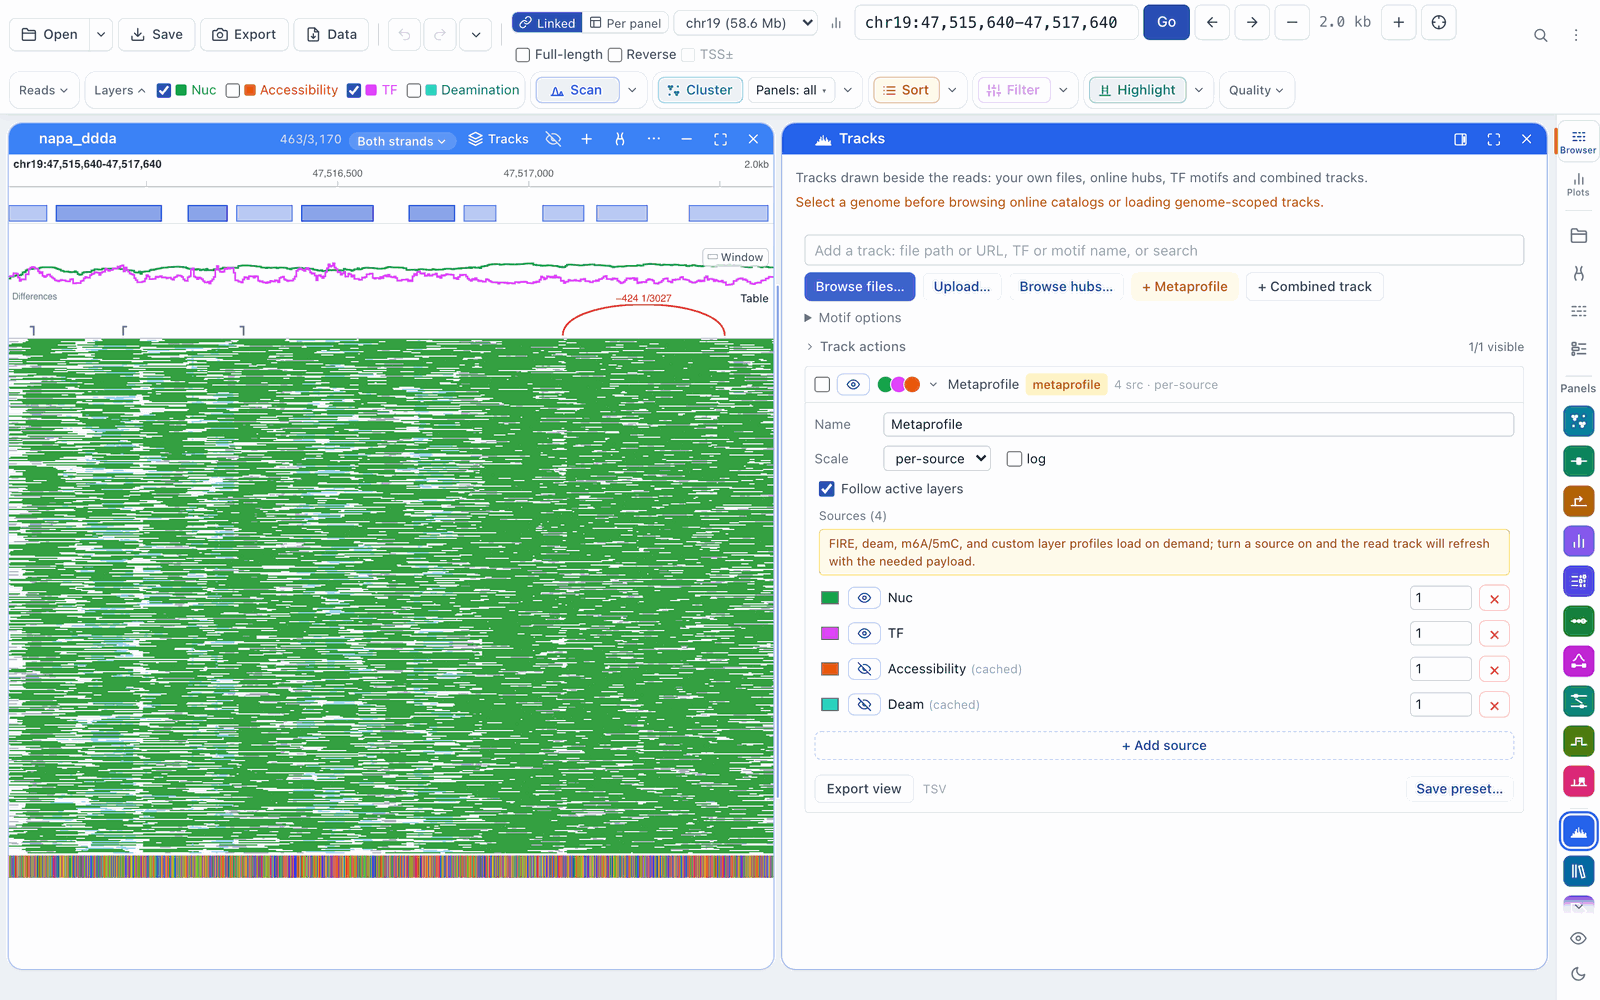 Open
Save
Export
Data
Linked
Per panel
chr19 (58.6 Mb)
chr19:47,515,640–47,517,640
Go
2.0 kb
Full-length
Reverse
TSS±
Reads
Layers
Nuc
Accessibility
TF
Deamination
Scan
Cluster
Panels: all
Sort
Filter
Highlight
Quality
napa_ddda
463/3,170
Both strands
Tracks
chr19:47,515,640-47,517,640
2.0kb
47,516,500
47,517,000
Window
Differences
−424 1/3027
Table
Tracks
Tracks drawn beside the reads: your own files, online hubs, TF motifs and combined tracks.
Select a genome before browsing online catalogs or loading genome-scoped tracks.
Add a track: file path or URL, TF or motif name, or search
Browse files...
Upload...
Browse hubs...
+ Metaprofile
+ Combined track
Motif options
Track actions
1/1 visible
Metaprofile
metaprofile
4 src · per-source
Name
Metaprofile
Scale
per-source
log
Follow active layers
Sources (4)
FIRE, deam, m6A/5mC, and custom layer profiles load on demand; turn a source on and the read track will refresh
with the needed payload.
Nuc
1
TF
1
Accessibility (cached)
1
Deam (cached)
1
+ Add source
Export view
TSV
Save preset...
Browser
Plots
Panels